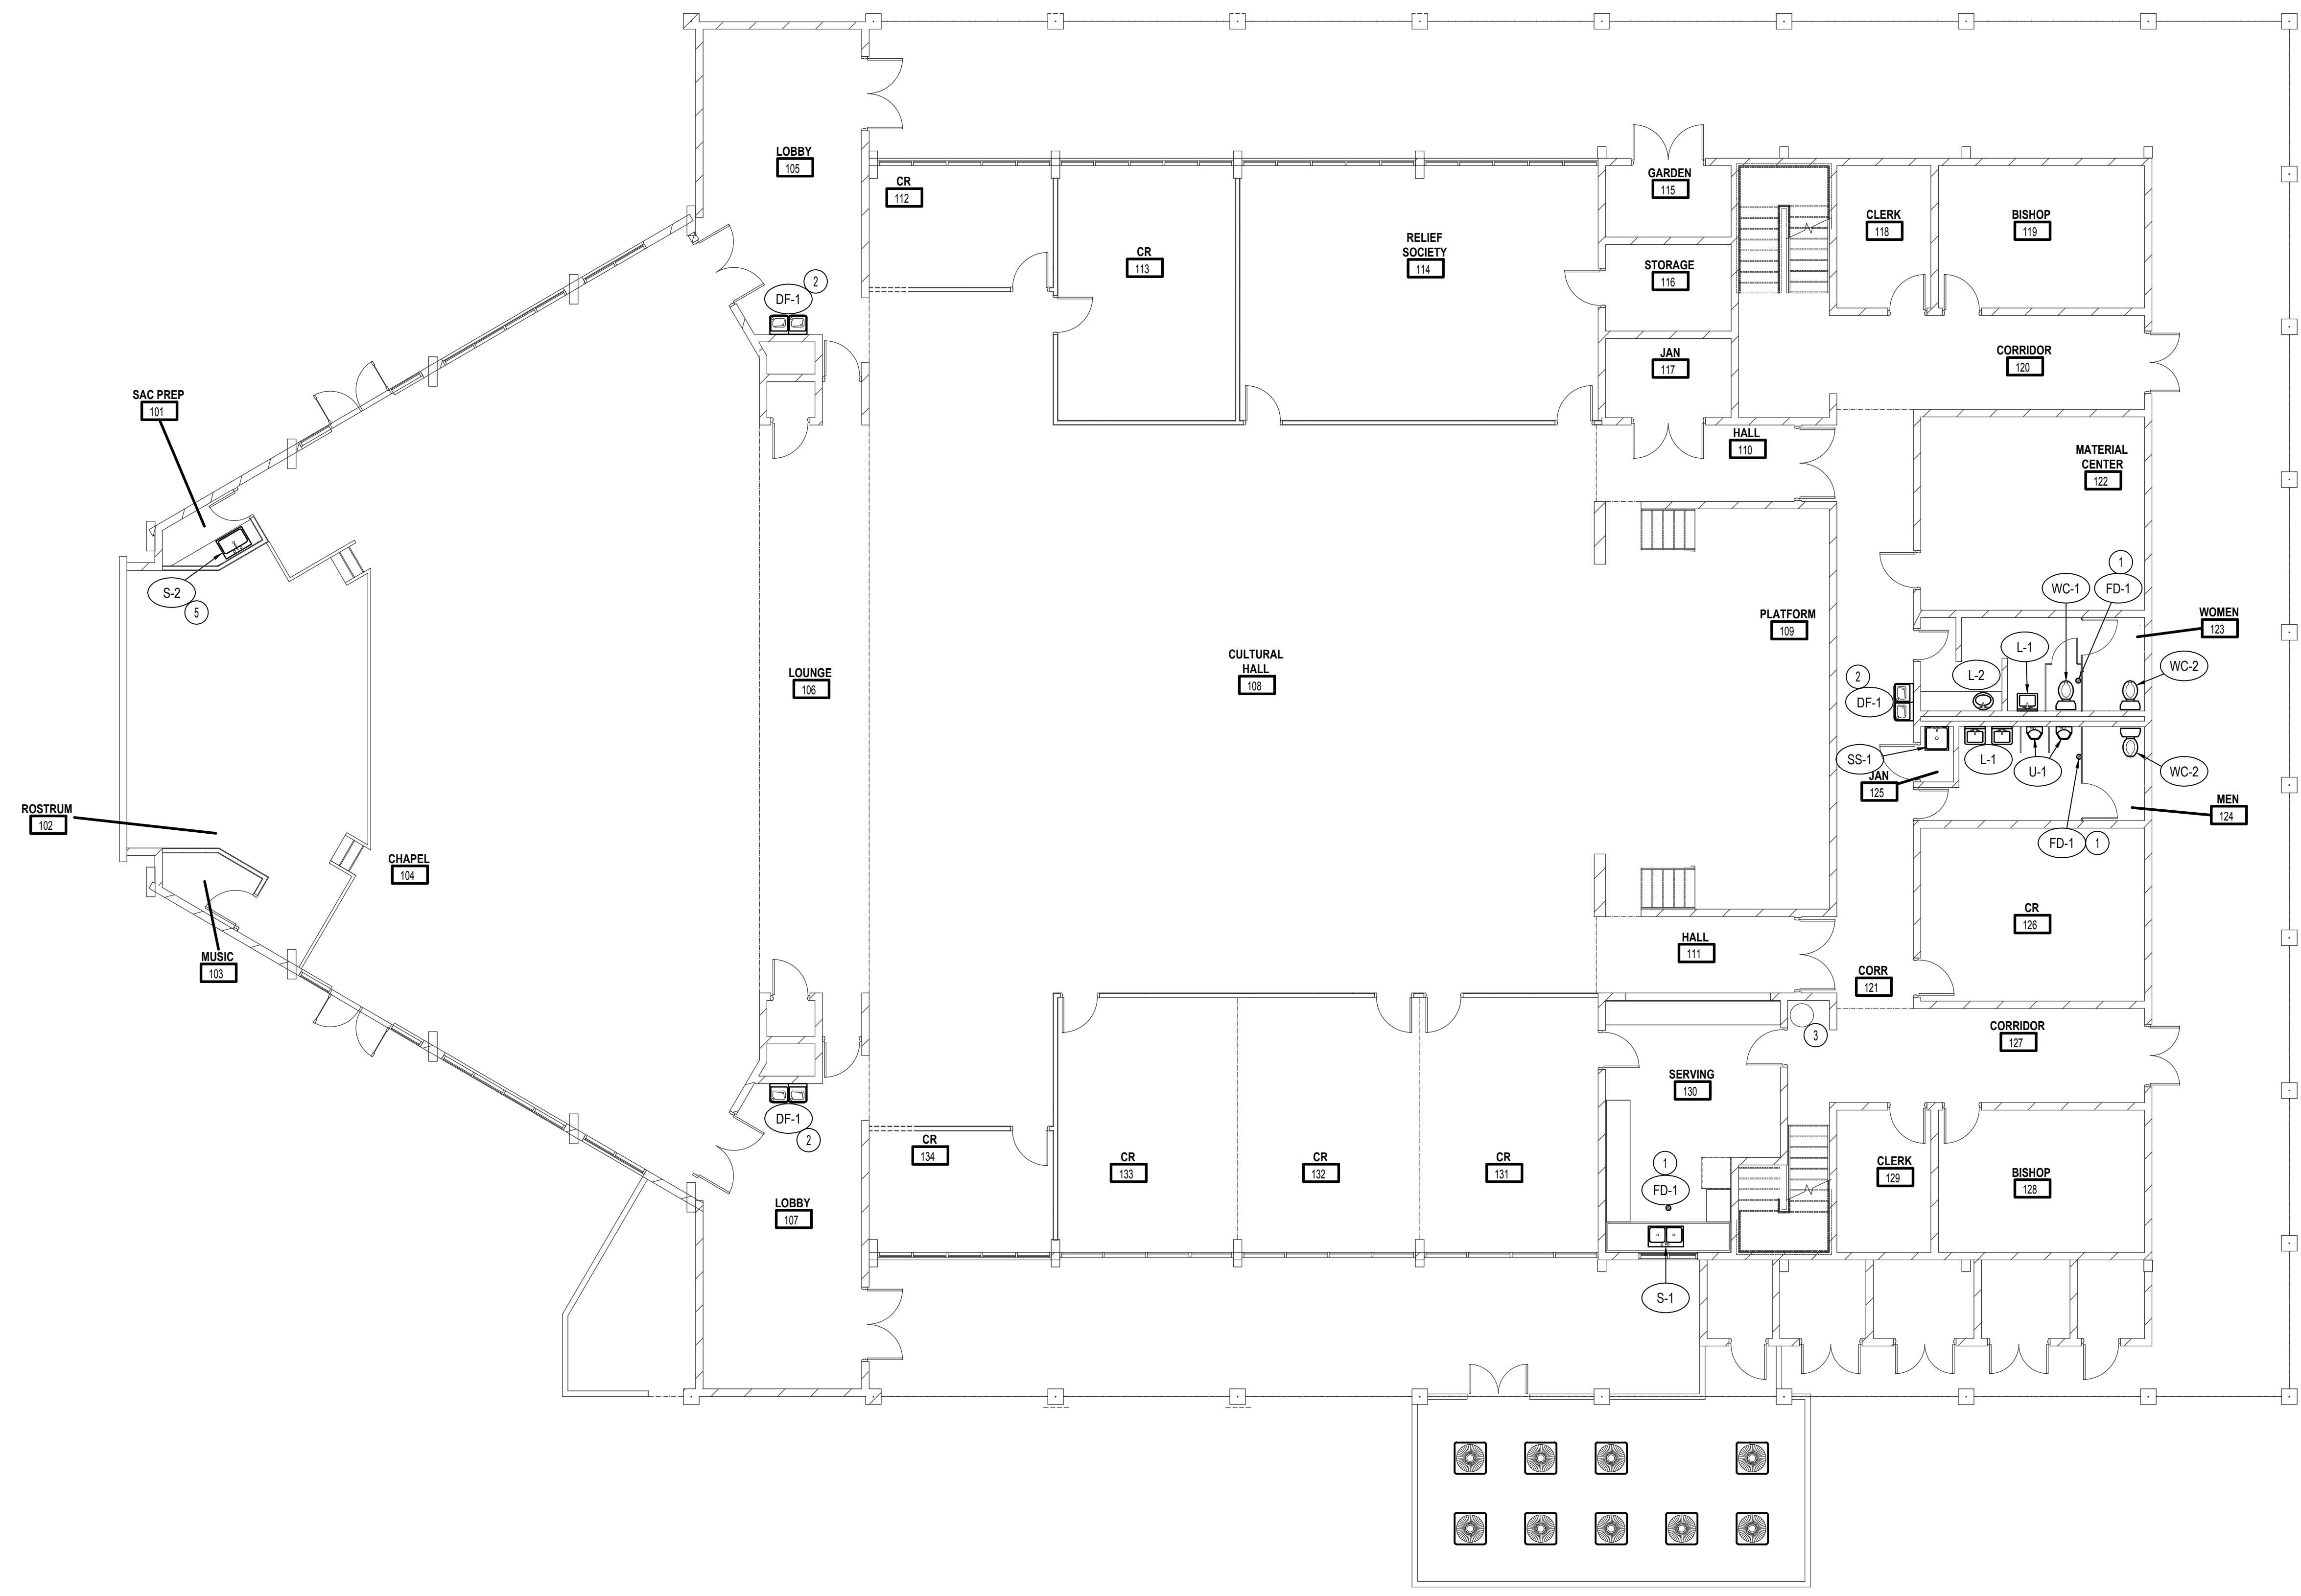 LOBBY
105
CR
112
GARDEN
115
CLERK
118
BISHOP
119
RELIEF
SOCIETY
114
CR
113
STORAGE
116
2
DF-1
JAN
117
CORRIDOR
120
SAC PREP
101
HALL
110
MATERIAL
CENTER
122
S-2
5
1
WC-1
FD-1
PLATFORM
109
WOMEN
123
L-1
CULTURAL
HALL
108
LOUNGE
106
WC-2
L-2
2
DF-1
SS-1
L-1
U-1
WC-2
JAN
125
ROSTRUM
102
MEN
124
FD-1
1
CHAPEL
104
CR
126
HALL
111
MUSIC
103
CORR
121
CORRIDOR
127
3
SERVING
130
DF-1
2
CR
134
CR
133
CR
132
CR
131
1
FD-1
CLERK
129
BISHOP
128
LOBBY
107
S-1